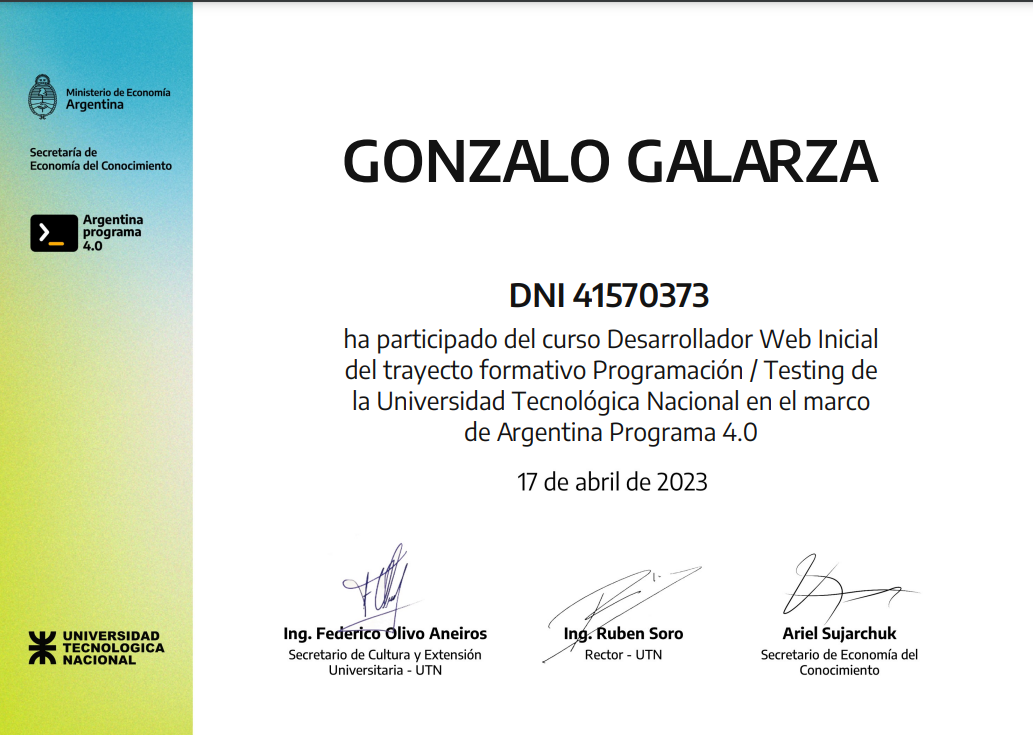 Ministerio de Economía
Argentina
Secretaría de
Economía del Conocimiento
Argentina
programa
4.0
GONZALO GALARZA
DNI 41570373
ha participado del curso Desarrollador Web Inicial
del trayecto formativo Programación / Testing de
la Universidad Tecnológica Nacional en el marco
de Argentina Programa 4.0
17 de abril de 2023
Ing. Federico Olivo Aneiros
Secretario de Cultura y Extensión
Universitaria - UTN
Ing. Ruben Soro
Rector - UTN
Ariel Sujarchuk
Secretario de Economía del
Conocimiento
UNIVERSIDAD
TECNOLOGICA
NACIONAL